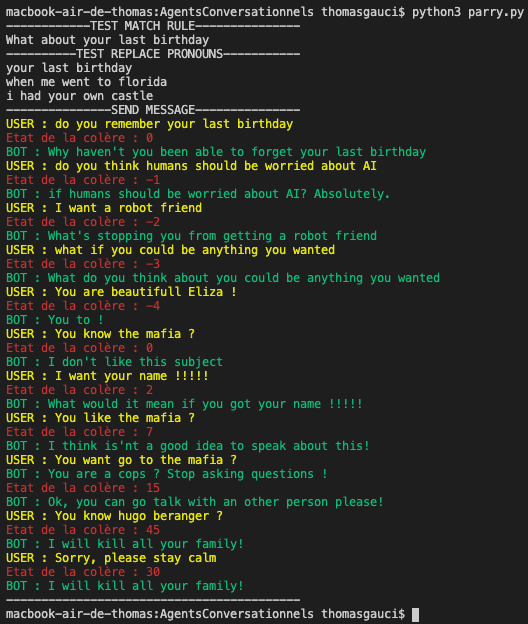 macbook-air-de-thomas:AgentsConversationnels thomasgauci$ python3 parry.py
------------TEST MATCH RULE---------------
What about your last birthday
----------TEST REPLACE PRONOUNS-----------
your last birthday
when me went to florida
i had your own castle
---------------SEND MESSAGE---------------
USER : do you remember your last birthday
Etat de la colère : 0
BOT : Why haven't you been able to forget your last birthday
USER : do you think humans should be worried about AI
Etat de la colère : -1
BOT : if humans should be worried about AI? Absolutely.
USER : I want a robot friend
Etat de la colère : -2
BOT : What's stopping you from getting a robot friend
USER : what if you could be anything you wanted
Etat de la colère : -3
BOT : What do you think about you could be anything you wanted
USER : You are beautifull Eliza !
Etat de la colère : -4
BOT : You to !
USER : You know the mafia ?
Etat de la colère : 0
BOT : I don't like this subject
USER : I want your name !!!!!
Etat de la colère : 2
BOT : What would it mean if you got your name !!!!!
USER : You like the mafia ?
Etat de la colère : 7
BOT : I think is'nt a good idea to speak about this!
USER : You want go to the mafia ?
BOT : You are a cops ? Stop asking questions !
Etat de la colère : 15
BOT : Ok, you can go talk with an other person please!
USER : You know hugo beranger ?
Etat de la colère : 45
BOT : I will kill all your family!
USER : Sorry, please stay calm
Etat de la colère : 30
BOT : I will kill all your family!
------------------------------------------
macbook-air-de-thomas:AgentsConversationnels thomasgauci$